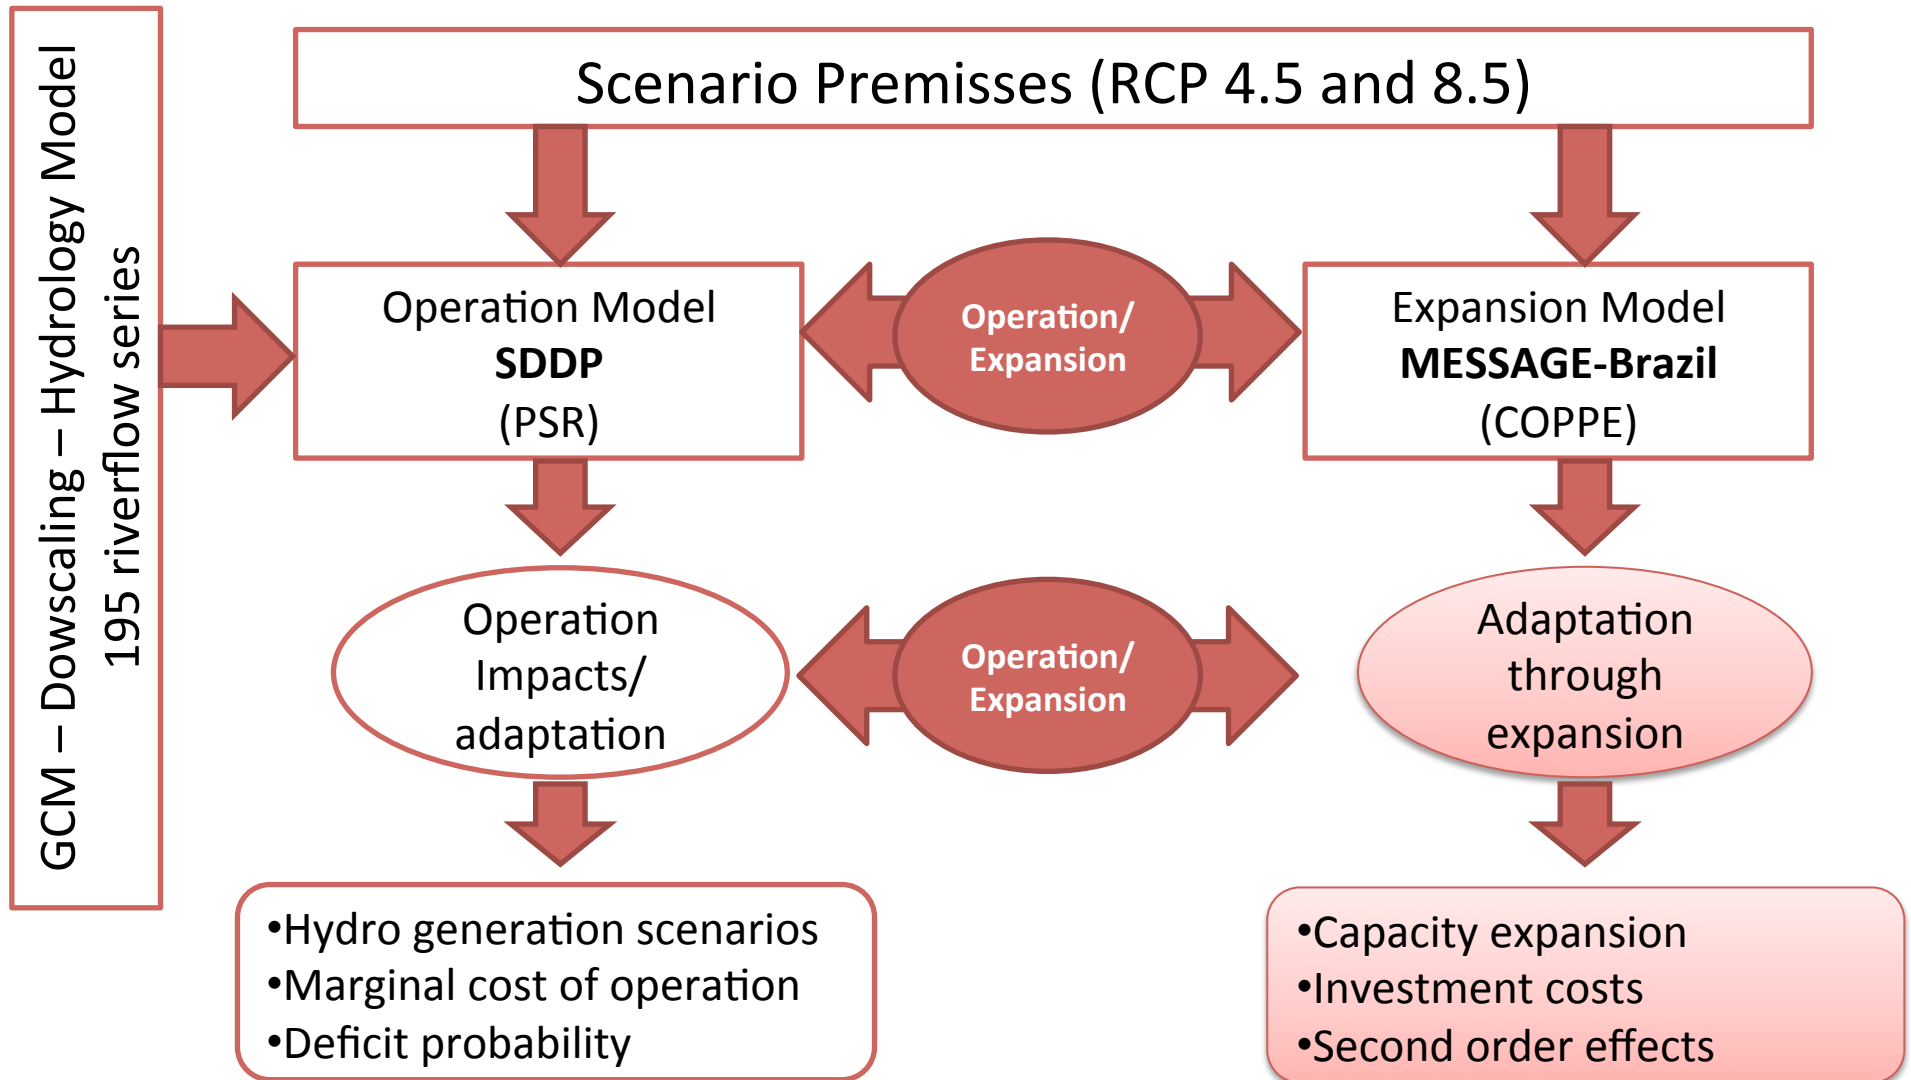 GCM – Dowscaling – Hydrology Model
195 riverflow series
Scenario Premisses (RCP 4.5 and 8.5)
Operation Model
SDDP
(PSR)
Operation/
Expansion
Expansion Model
MESSAGE-Brazil
(COPPE)
Operation
Impacts/
adaptation
Operation/
Expansion
Adaptation
through
expansion
•Hydro generation scenarios
•Marginal cost of operation
•Deficit probability
•Capacity expansion
•Investment costs
•Second order effects